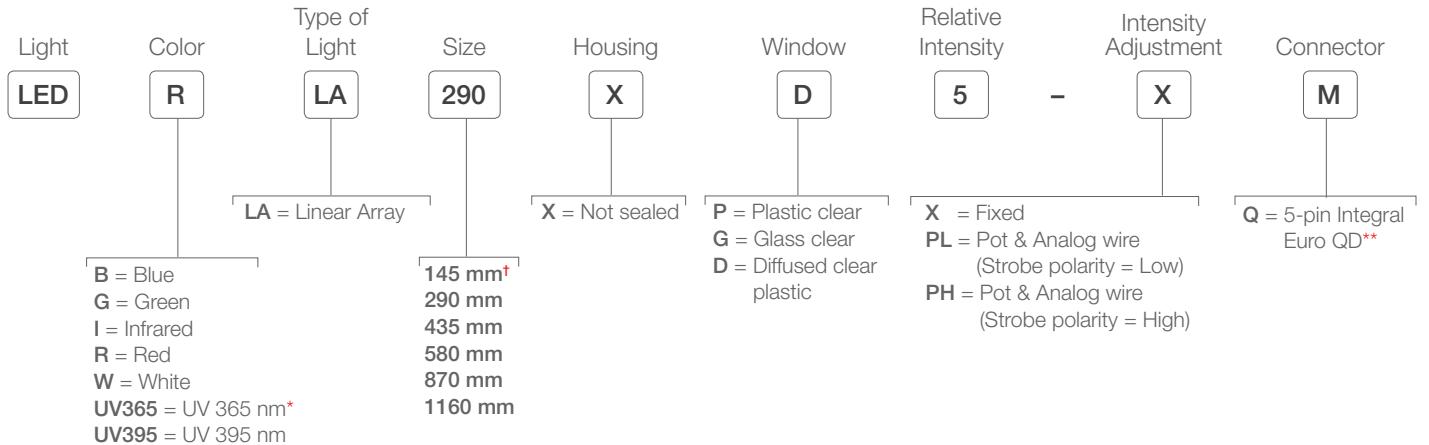 Light
Color
Type of
Light
Size
Housing
Window
Relative
Intensity
Intensity
Adjustment
Connector
LED
R
LA
290
X
D
5
–
X
M
B = Blue
G = Green
I = Infrared
R = Red
W = White
UV365 = UV 365 nm*
UV395 = UV 395 nm
LA = Linear Array
145 mm†
290 mm
435 mm
580 mm
870 mm
1160 mm
X = Not sealed
P = Plastic clear
G = Glass clear
D = Diffused clear
plastic
X = Fixed
PL = Pot & Analog wire
(Strobe polarity = Low)
PH = Pot & Analog wire
(Strobe polarity = High)
Q = 5-pin Integral
Euro QD**